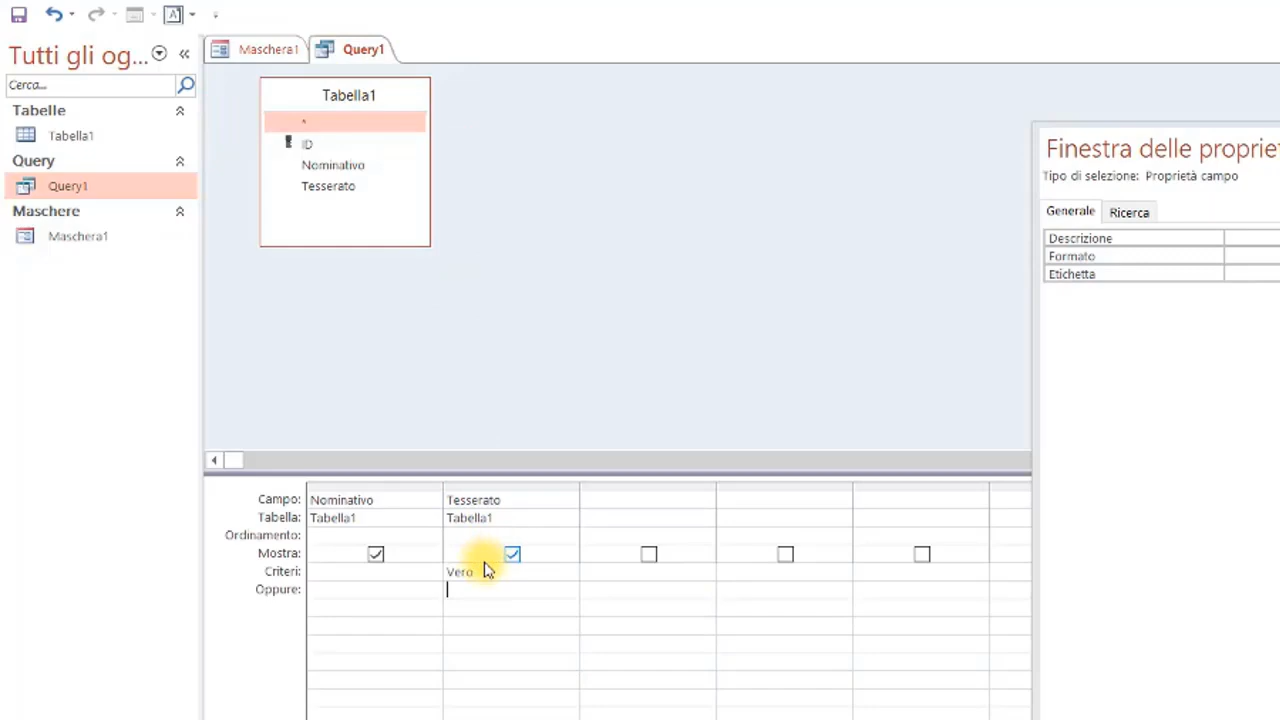 Tutti gli og... «
Cerca...
Tabelle
Tabella1
Query
Query1
Maschere
Maschera1
Maschera1 Query1
Tabella1
*
ID
Nominativo
Tesserato
Finestra delle propriet
Tipo di selezione: Proprietà campo
Generale Ricerca
Descrizione
Formato
Etichetta
Campo: Nominativo Tesserato
Tabella: Tabella1 Tabella1
Ordinamento:
Mostra:
Criteri: Vero
Oppure: